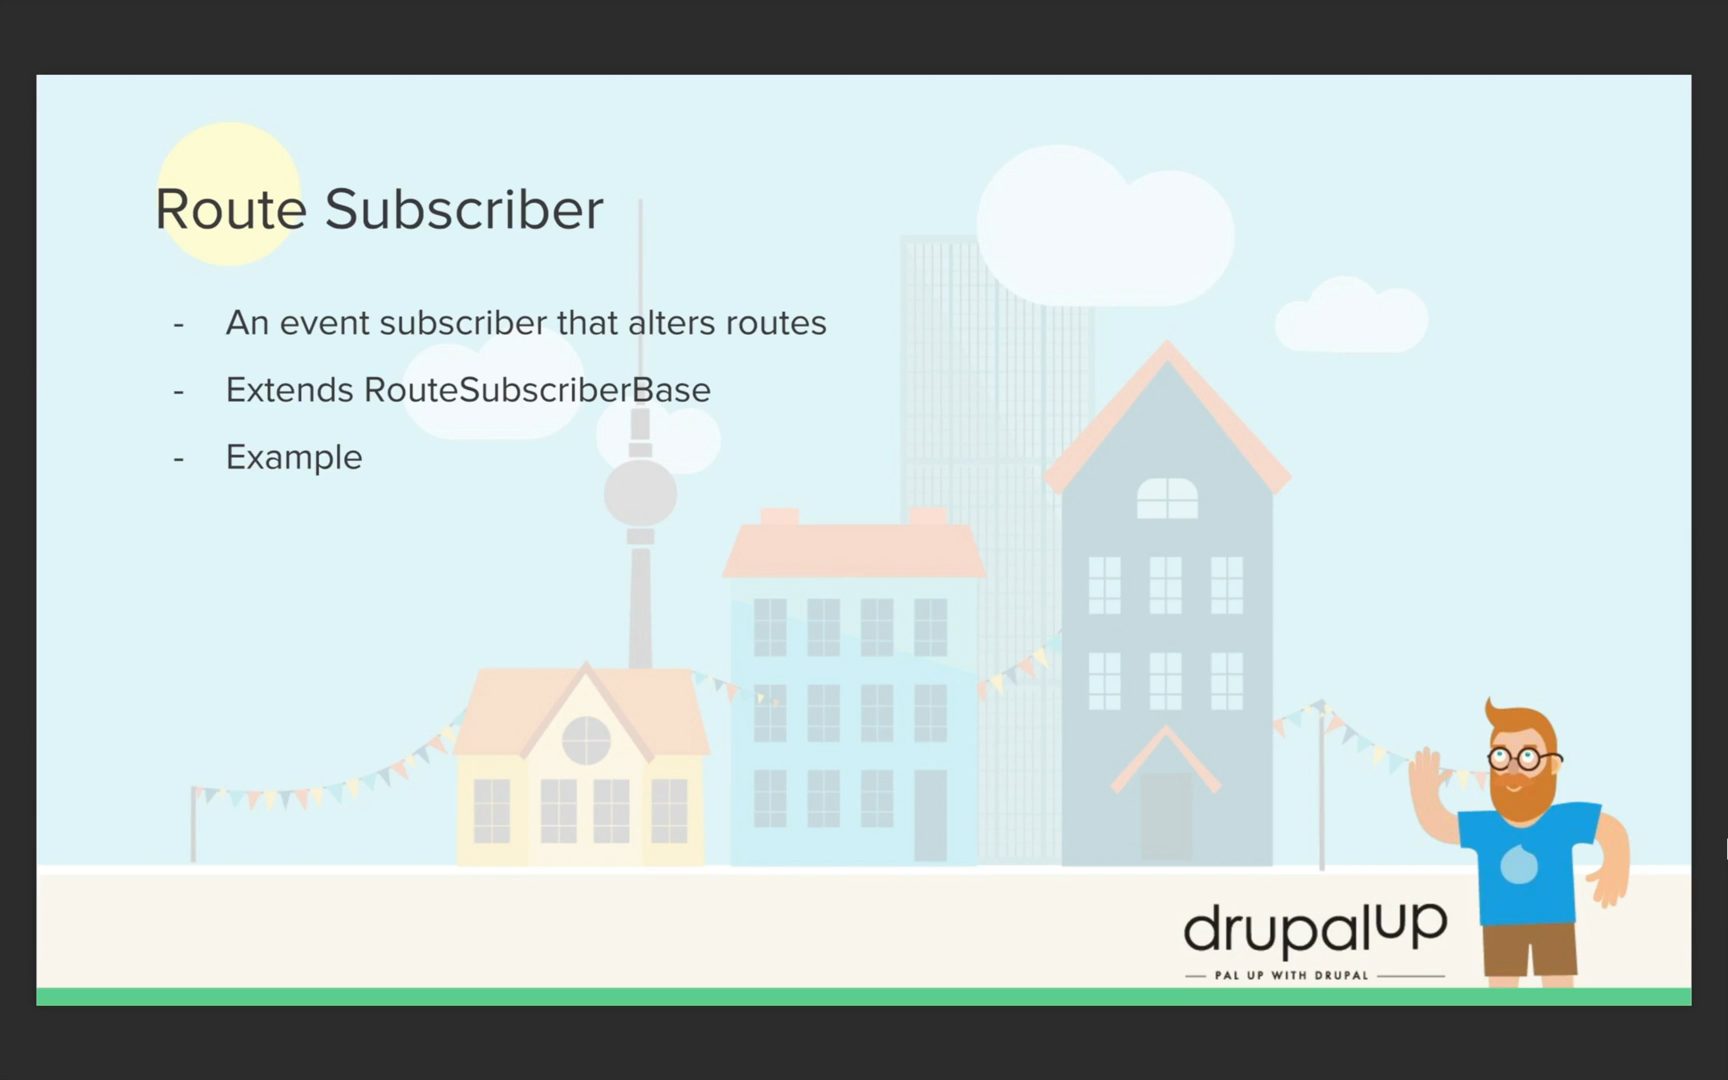 Route Subscriber
- An event subscriber that alters routes
- Extends RouteSubscriberBase
- Example
drupalup
PAL UP WITH DRUPAL